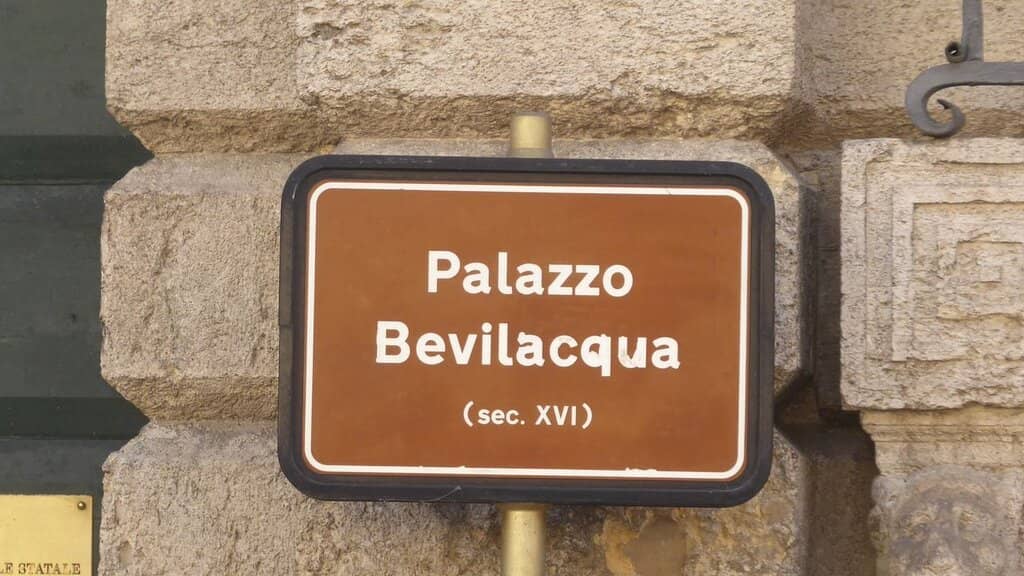 Palazzo
Bevilacqua
(sec. XVI)
LE STATALE